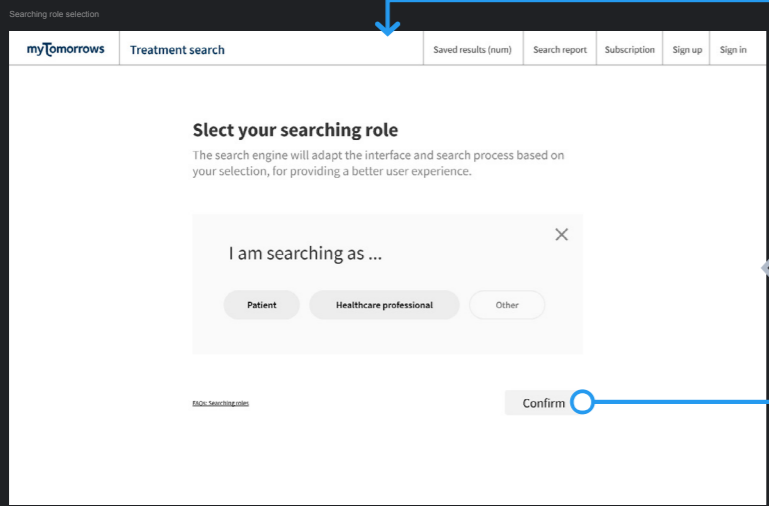 Searching role selection
myTomorrows
Treatment search
Saved results (num)
Search report
Subscription
Sign up
Sign in
Slect your searching role
The search engine will adapt the interface and search process based on
your selection, for providing a better user experience.
I am searching as ...
Patient
Healthcare professional
Other
FAQs: Searching roles
Confirm